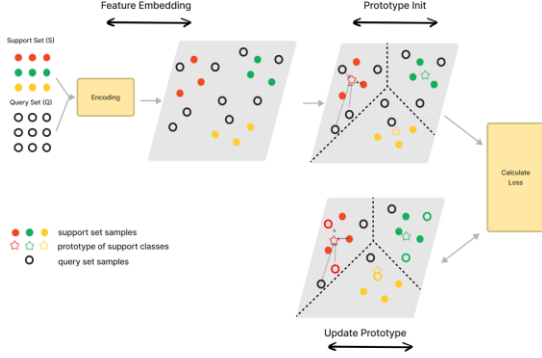 Feature Embedding
Prototype Init
Support Set (S)
Encoding
Query Set (Q)
Calculate
Loss
support set samples
prototype of support classes
query set samples
Update Prototype